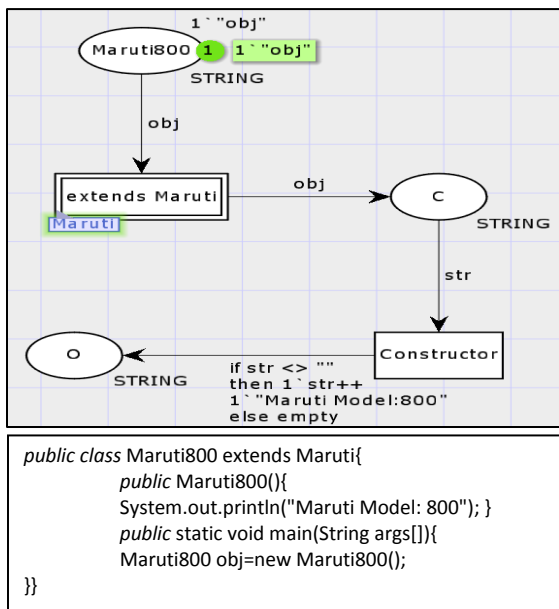 1`"obj"
Maruti800 1 1`"obj"
STRING
obj
extends Maruti
Maruti
obj
C
STRING
str
Constructor
O
STRING
if str <> ""
then 1`str++
1`"Maruti Model:800"
else empty
public class Maruti800 extends Maruti{
public Maruti800(){
System.out.println("Maruti Model: 800"); }
public static void main(String args[]){
Maruti800 obj=new Maruti800();
}}